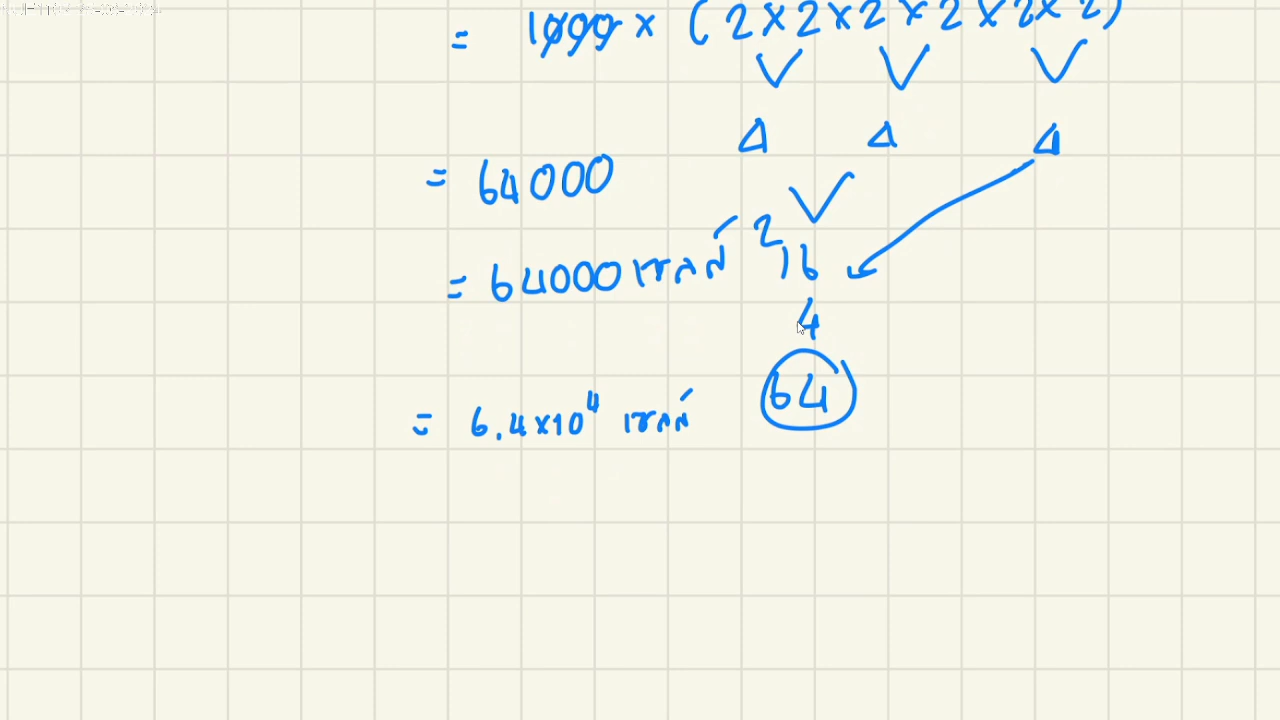 = 1000 × (2×2×2×2×2×2)
4 4 4
= 64000
= 64000 เซลล์
²16
4
64
= 6.4×10⁴ เซลล์